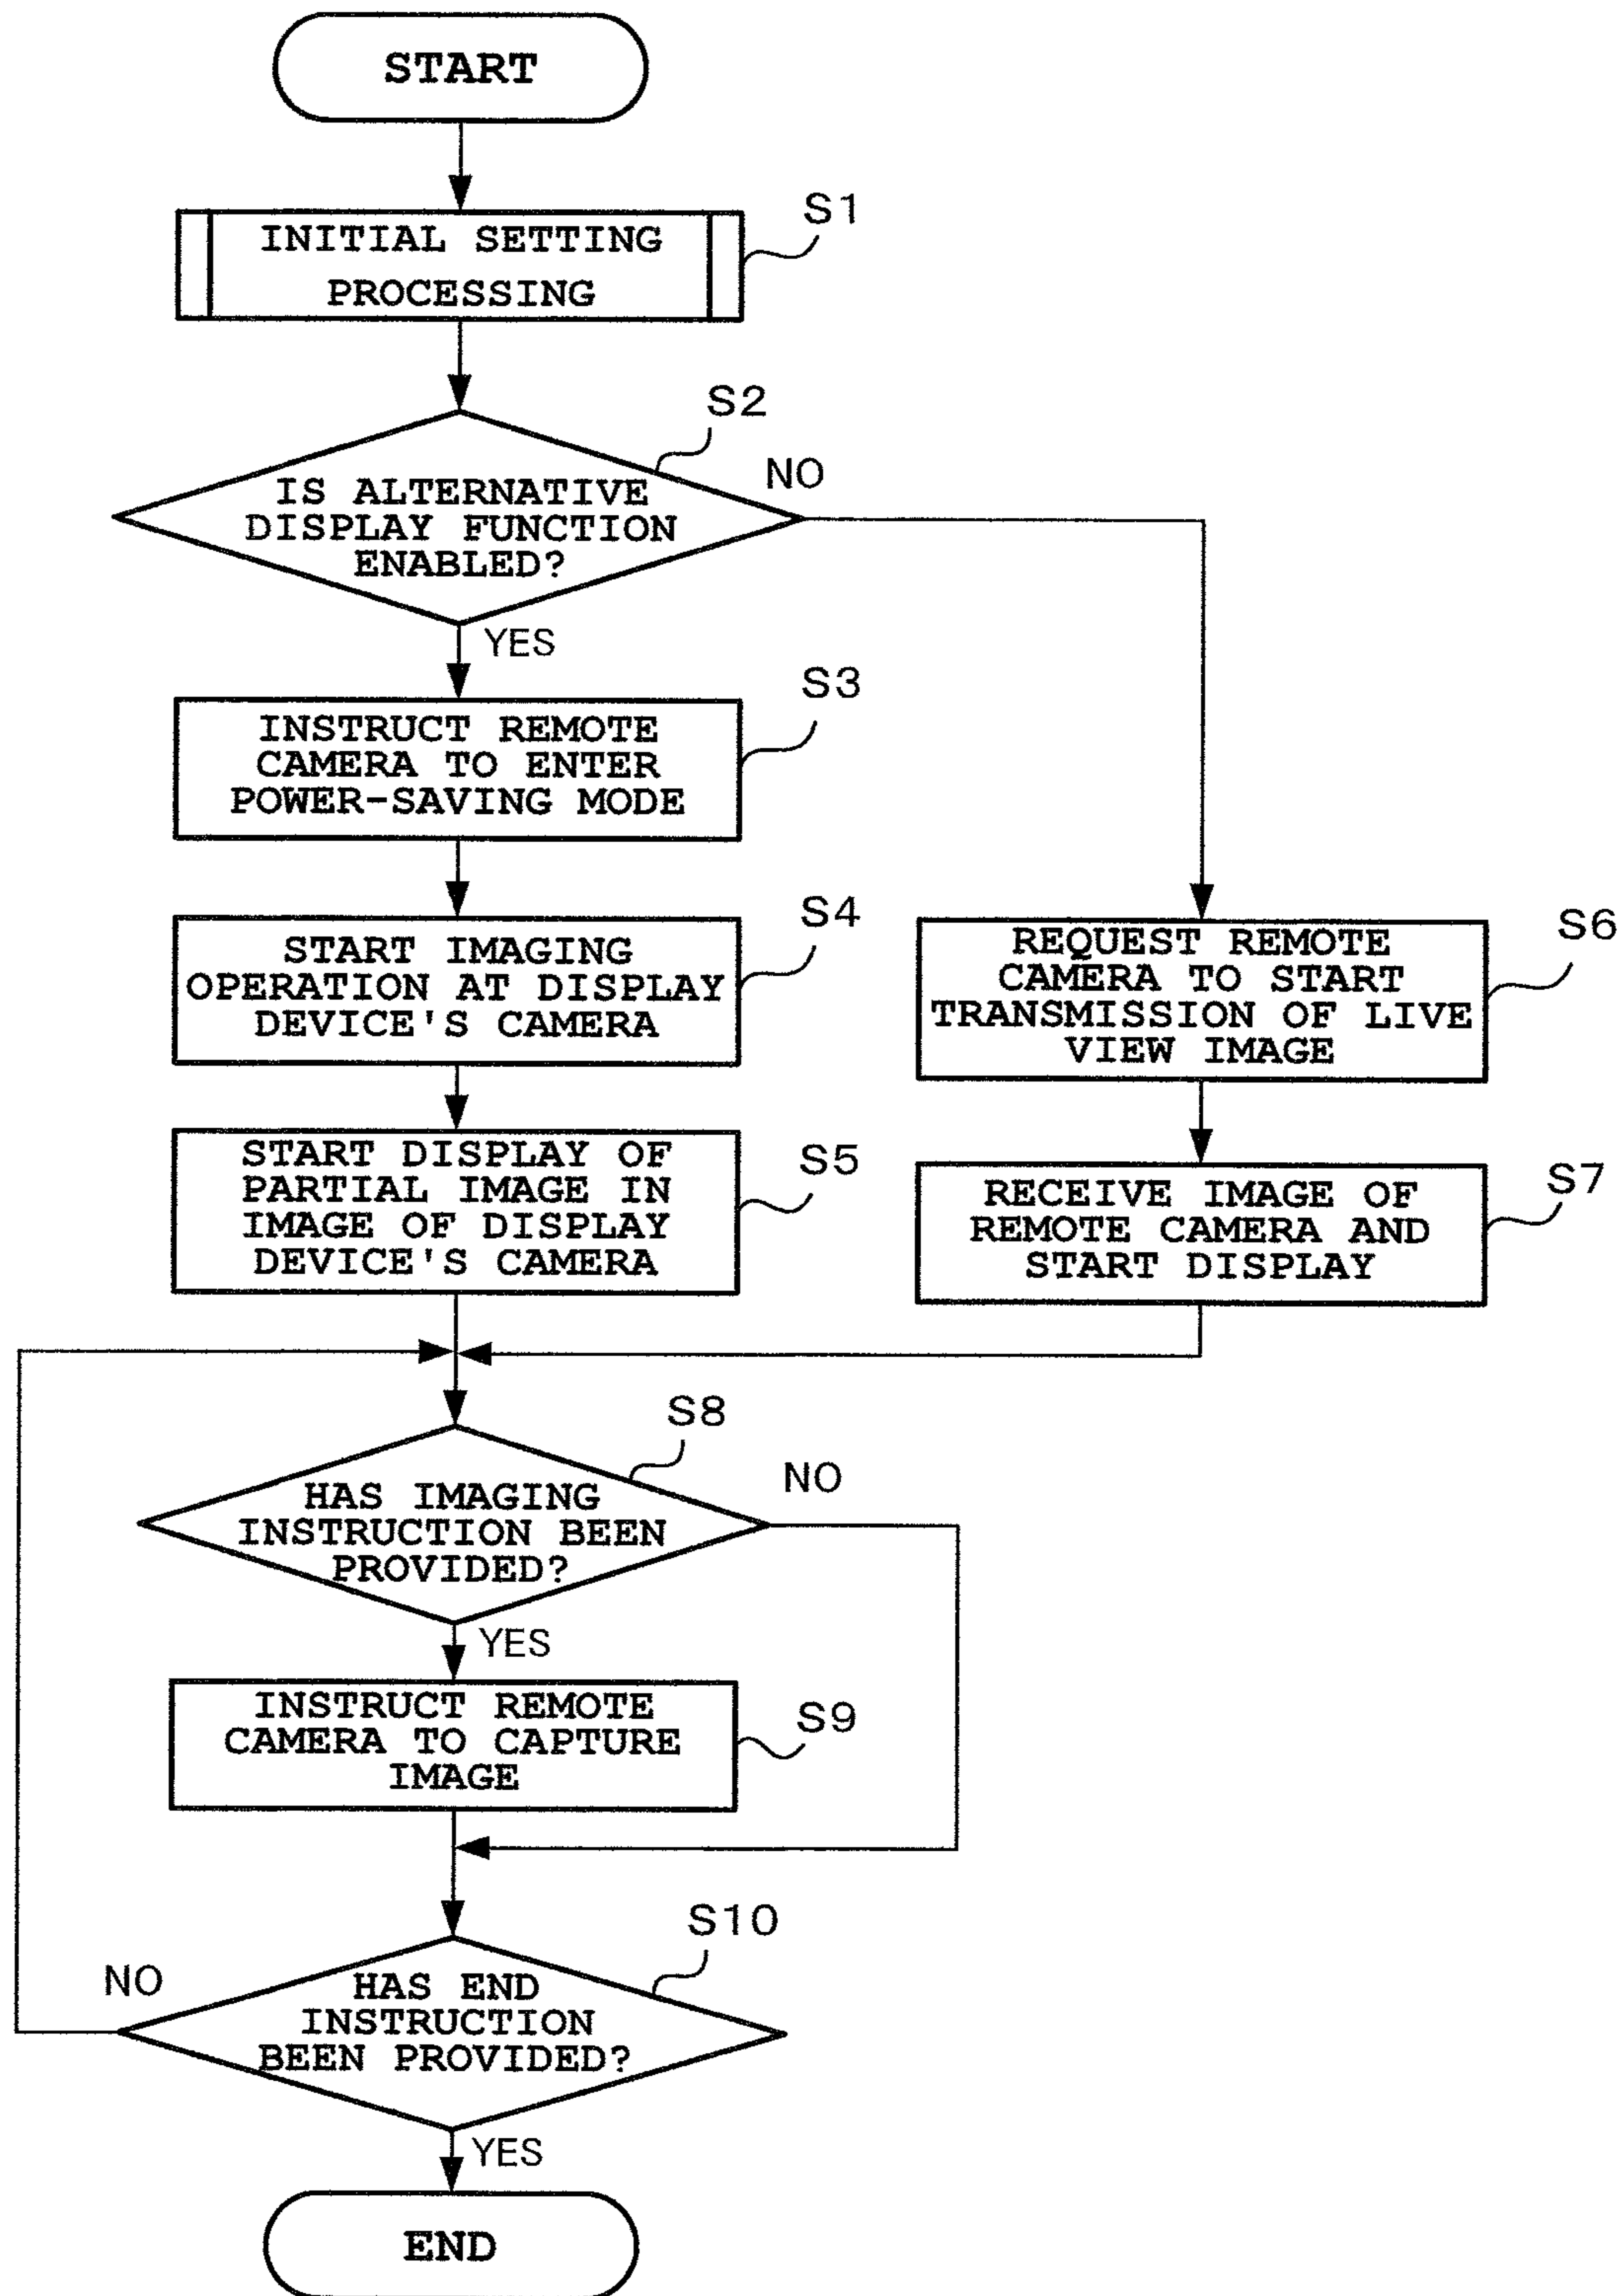 START
INITIAL SETTING
PROCESSING
S1
S2
IS ALTERNATIVE
DISPLAY FUNCTION
ENABLED?
NO
YES
INSTRUCT REMOTE
CAMERA TO ENTER
POWER-SAVING MODE
S3
START IMAGING
OPERATION AT DISPLAY
DEVICE'S CAMERA
S4
START DISPLAY OF
PARTIAL IMAGE IN
IMAGE OF DISPLAY
DEVICE'S CAMERA
S5
REQUEST REMOTE
CAMERA TO START
TRANSMISSION OF LIVE
VIEW IMAGE
S6
RECEIVE IMAGE OF
REMOTE CAMERA AND
START DISPLAY
S7
S8
HAS IMAGING
INSTRUCTION BEEN
PROVIDED?
NO
YES
INSTRUCT REMOTE
CAMERA TO CAPTURE
IMAGE
S9
S10
HAS END
INSTRUCTION
BEEN PROVIDED?
NO
YES
END